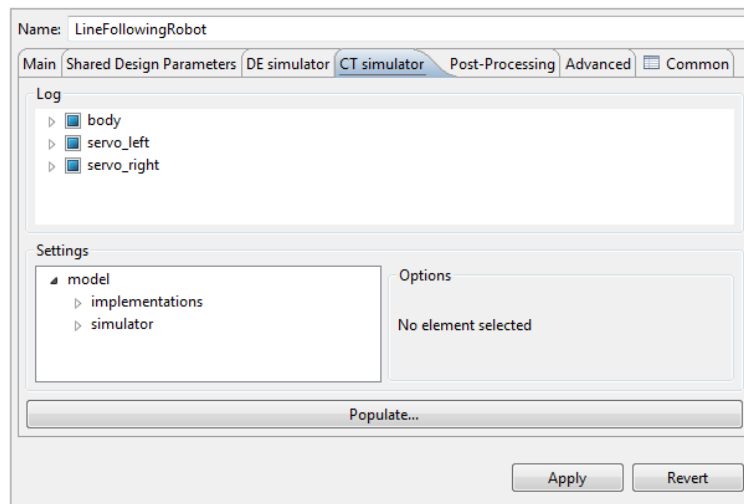 Name: LineFollowingRobot
Main Shared Design Parameters DE simulator CT simulator Post-Processing Advanced Common
Log
body
servo_left
servo_right
Settings
model
implementations
simulator
Options
No element selected
Populate...
Apply Revert